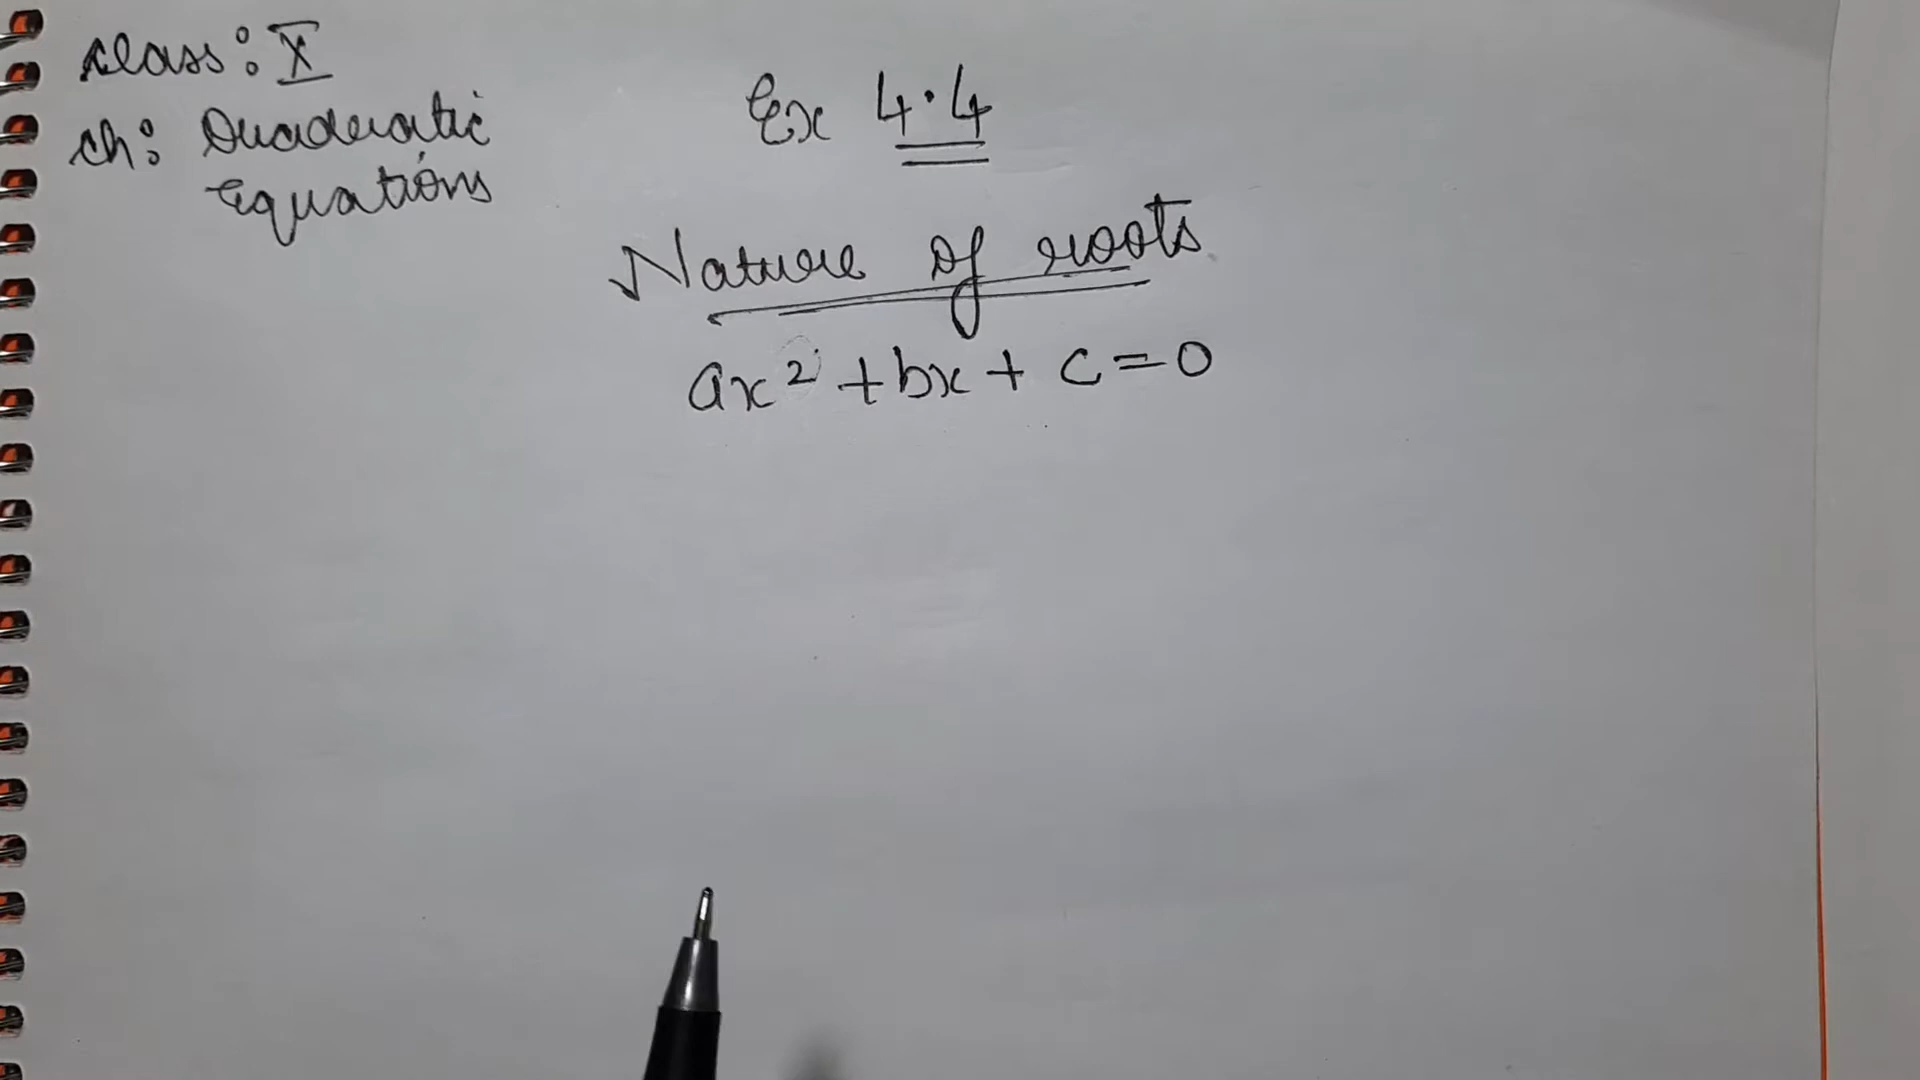 class: X
ch: Quadratic
Equations
Ex 4.4
Nature of roots
ax² + bx + c = 0